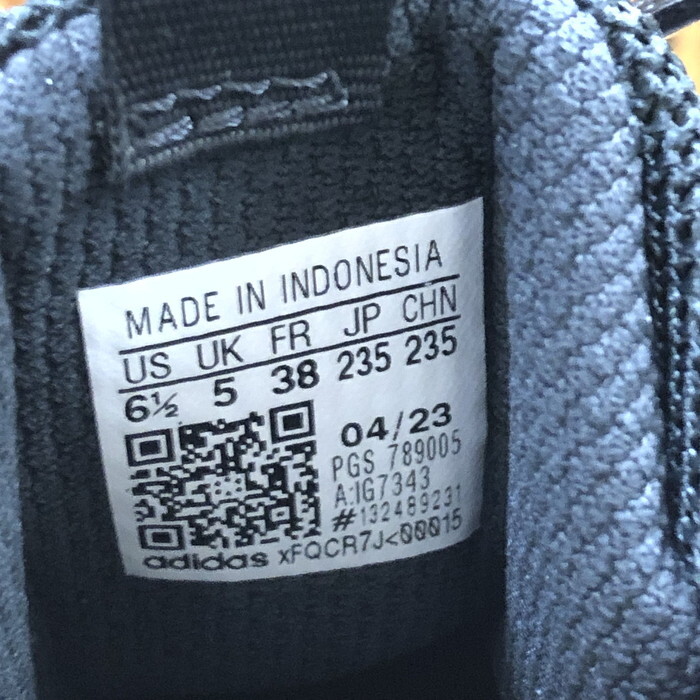 MADE IN INDONESIA
US UK FR JP CHN
6½ 5 38 235 235
04/23
PGS 789005
A:IG7343
#132489231
adidas xFQCR7J<00015